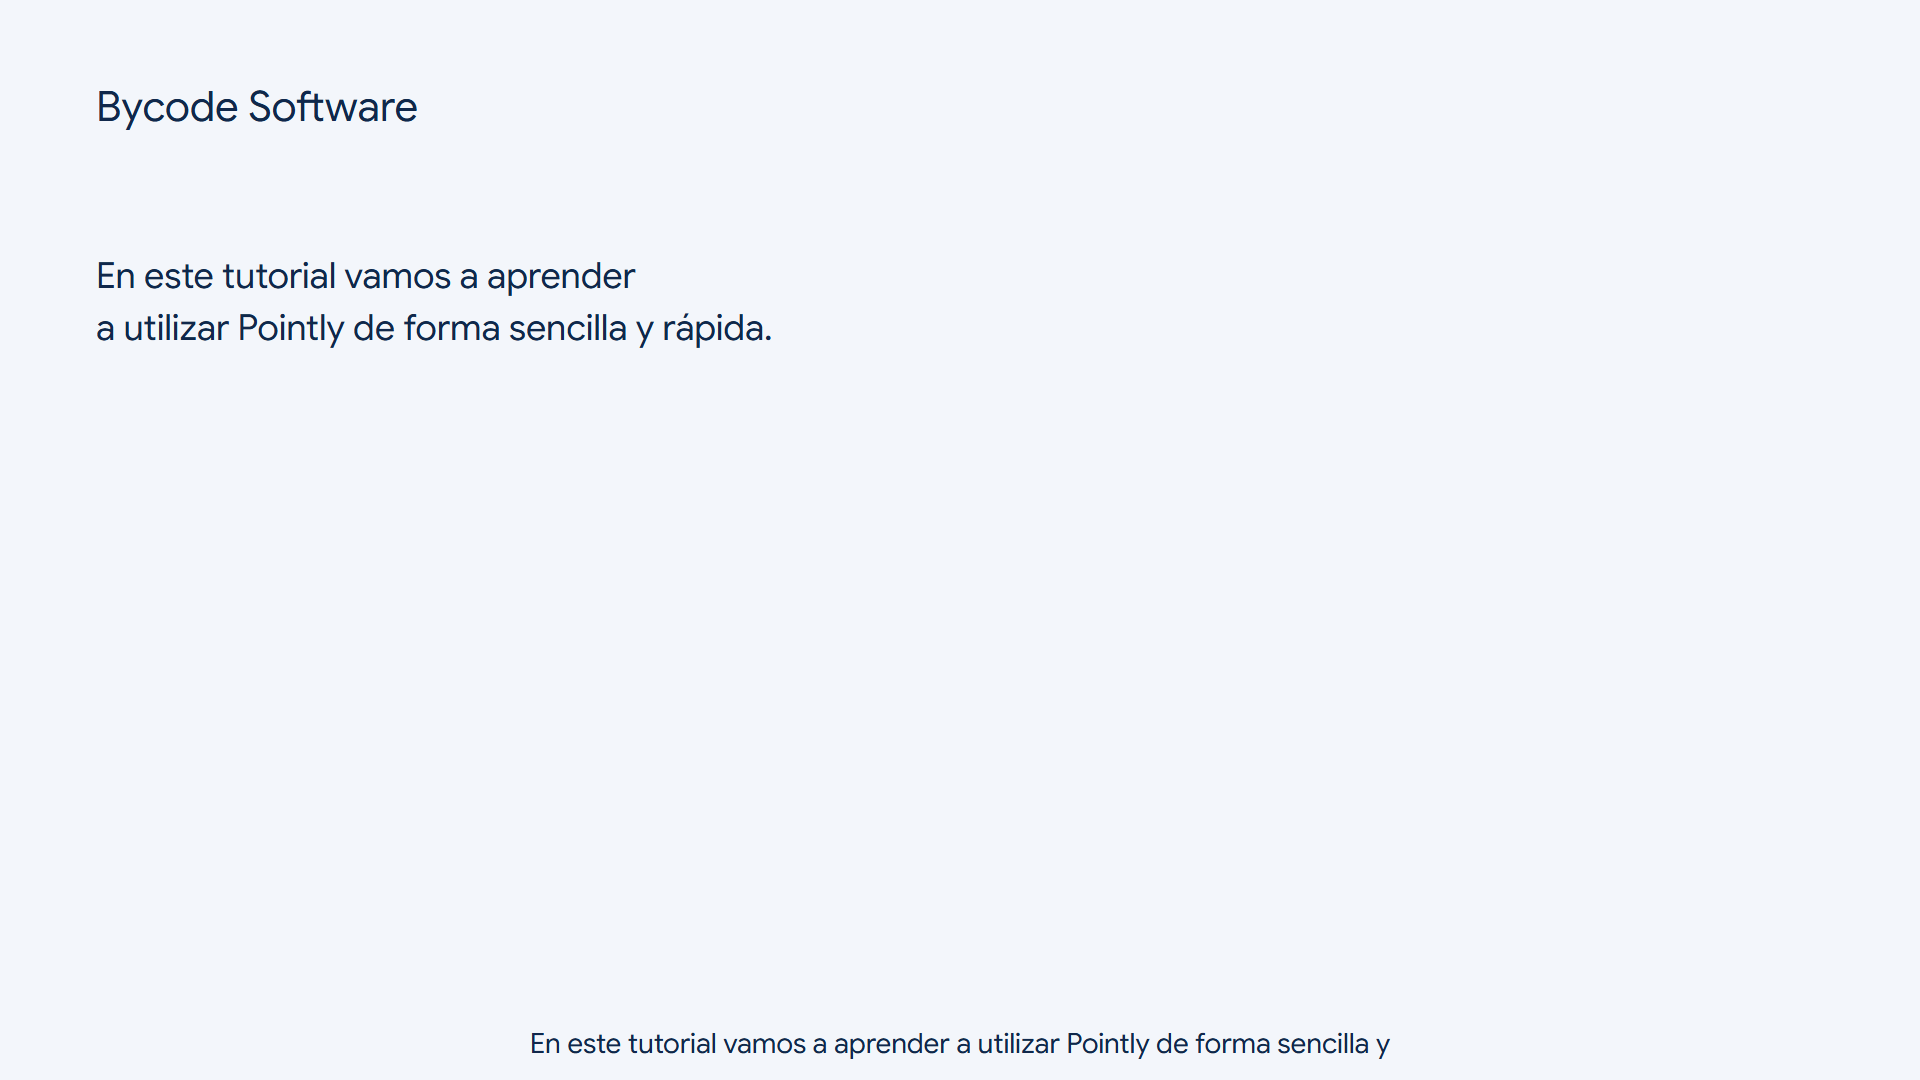 Bycode Software
En este tutorial vamos a aprender
a utilizar Pointly de forma sencilla y rápida.
En este tutorial vamos a aprender a utilizar Pointly de forma sencilla y